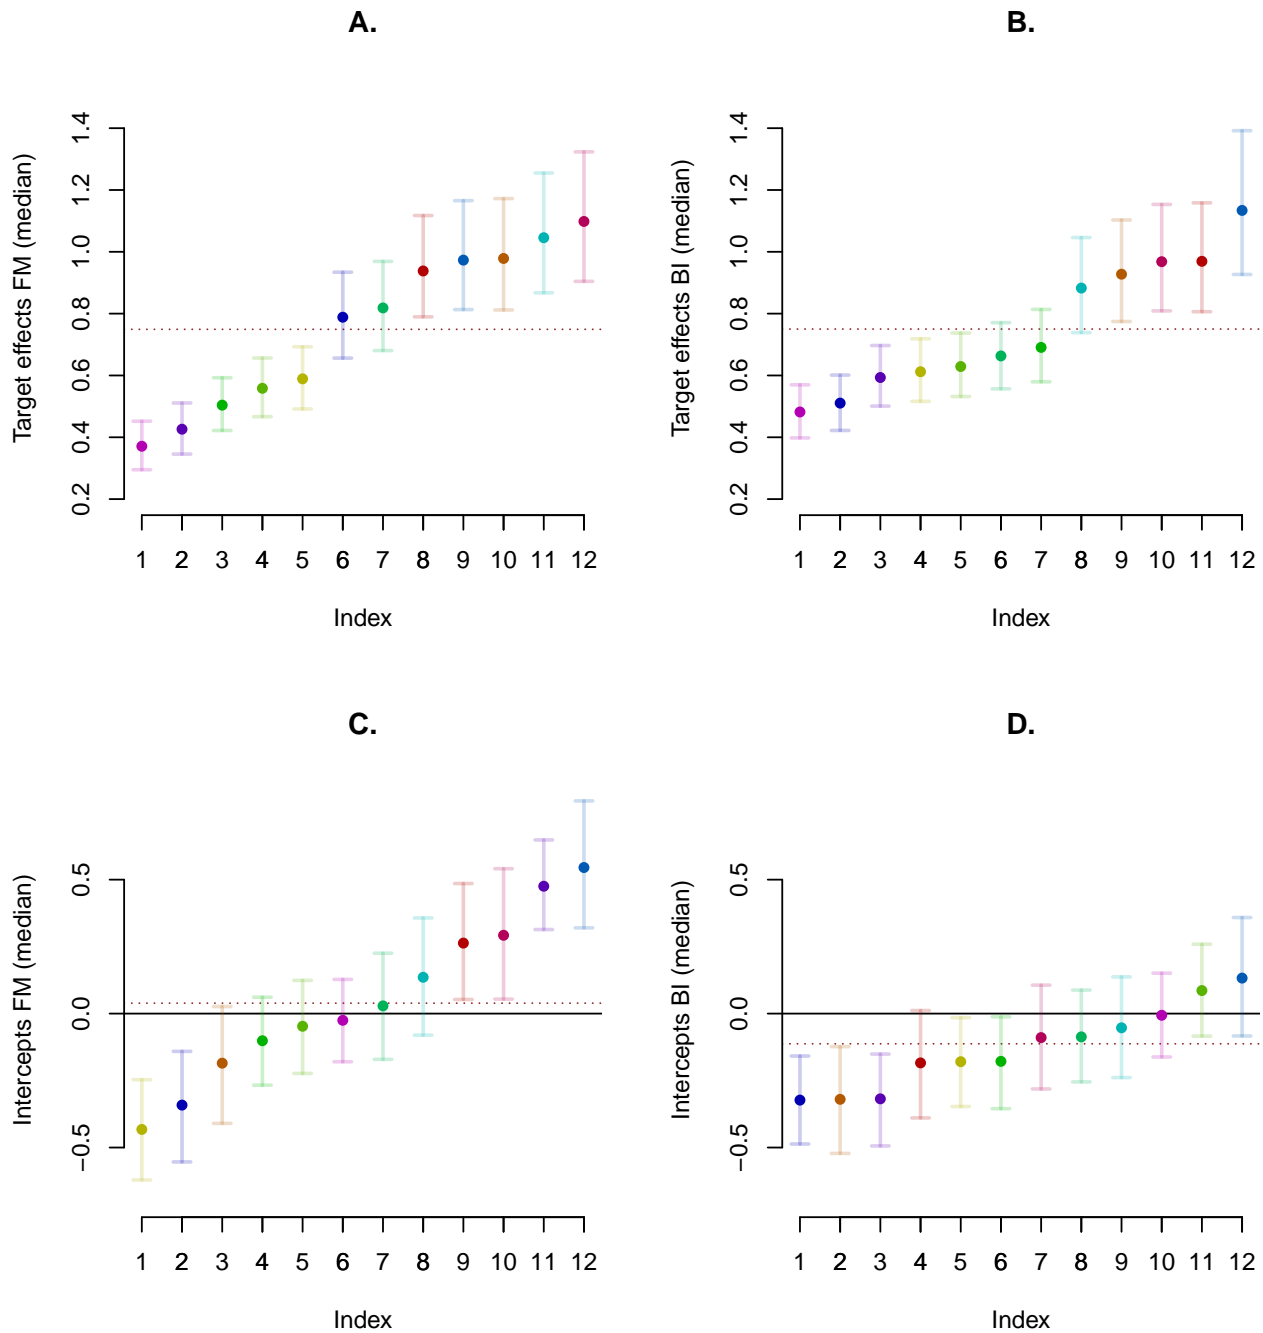 A.
Target effects FM (median)
0.2 0.4 0.6 0.8 1.0 1.2 1.4
1 2 3 4 5 6 7 8 9 10 11 12
Index
B.
Target effects BI (median)
0.2 0.4 0.6 0.8 1.0 1.2 1.4
1 2 3 4 5 6 7 8 9 10 11 12
Index
C.
Intercepts FM (median)
−0.5 0.0 0.5
1 2 3 4 5 6 7 8 9 10 11 12
Index
D.
Intercepts BI (median)
−0.5 0.0 0.5
1 2 3 4 5 6 7 8 9 10 11 12
Index